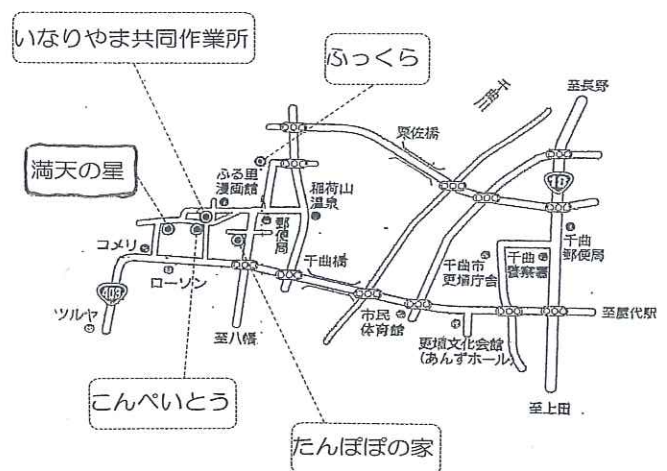 いなりやま共同作業所
ふっくら
千曲川
至長野
粟佐橋
18
満天の星
ふる里
漫画館
稲荷山
温泉
郵便局
コメリ
ローソン
千曲橋
403
ツルヤ
至八幡
市民
体育館
千曲市
更埴庁舎
千曲
警察署
千曲
郵便局
至屋代駅
更埴文化会館
(あんずホール)
至上田
こんぺいとう
たんぽぽの家